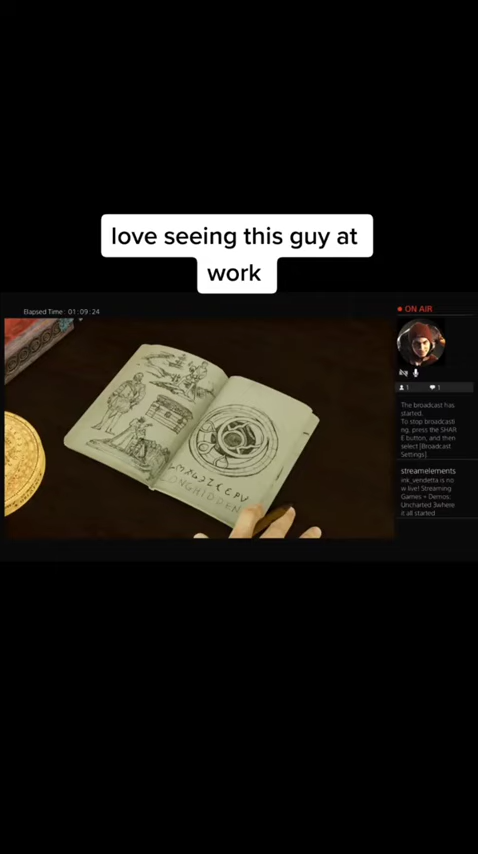 love seeing this guy at
work
Elapsed Time : 01:09:24
ON AIR
1
1
The broadcast has
started.
To stop broadcasti
ng, press the SHAR
E button, and then
select [Broadcast
Settings]
streamelements
ink_vendetta is no
w live! Streaming
Games + Demos:
Uncharted 3where
it all started
LONGHIDDEN